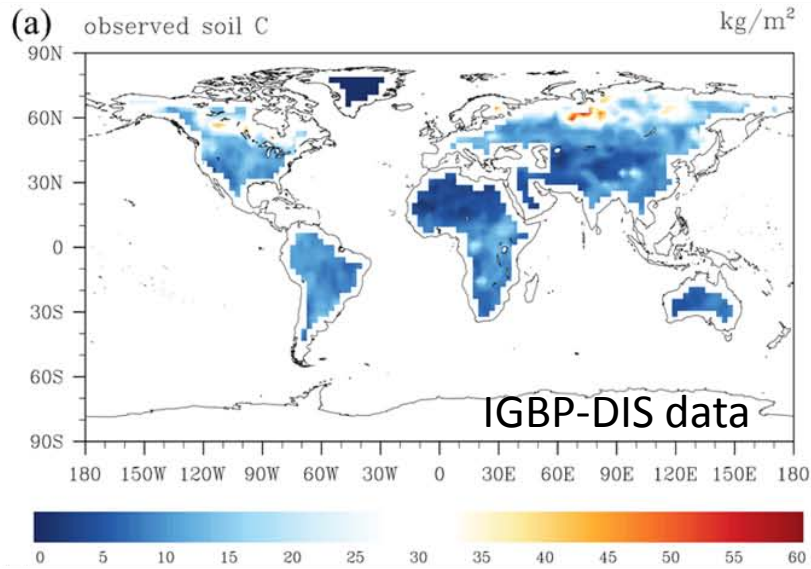 (a) observed soil C kg/m²
90N
60N
30N
0
30S
60S
90S
IGBP-DIS data
180 150W 120W 90W 60W 30W 0 30E 60E 90E 120E 150E 180
0 5 10 15 20 25 30 35 40 45 50 55 60